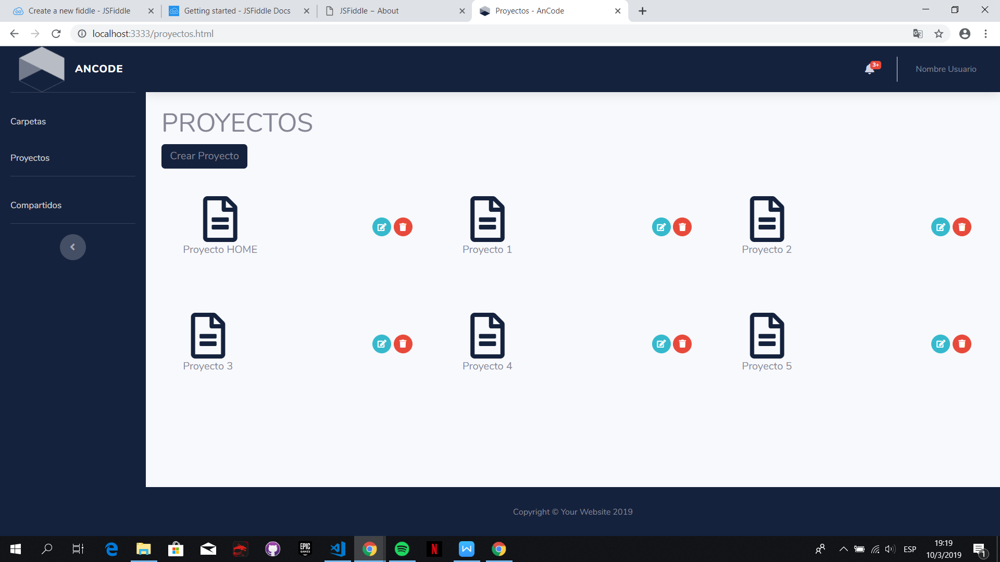 Create a new fiddle - JSFiddle
Getting started - JSFiddle Docs
JSFiddle – About
Proyectos - AnCode
localhost:3333/proyectos.html
ANCODE
3+
Nombre Usuario
Carpetas
Proyectos
Compartidos
PROYECTOS
Crear Proyecto
Proyecto HOME
Proyecto 1
Proyecto 2
Proyecto 3
Proyecto 4
Proyecto 5
Copyright © Your Website 2019
EPIC
GAMES
N
W
ESP
19:19
10/3/2019
1